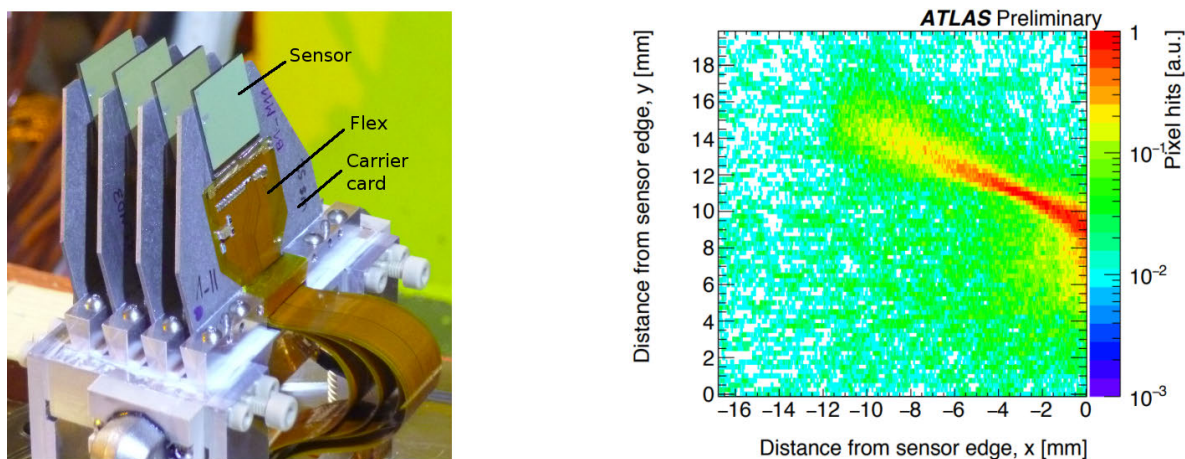 Sensor
Flex
Carrier
card
ATLAS Preliminary
Distance from sensor edge, y [mm]
18
16
14
12
10
8
6
4
2
0
−16 −14 −12 −10 −8 −6 −4 −2 0
Distance from sensor edge, x [mm]
1
10⁻¹
10⁻²
10⁻³
Pixel hits [a.u.]